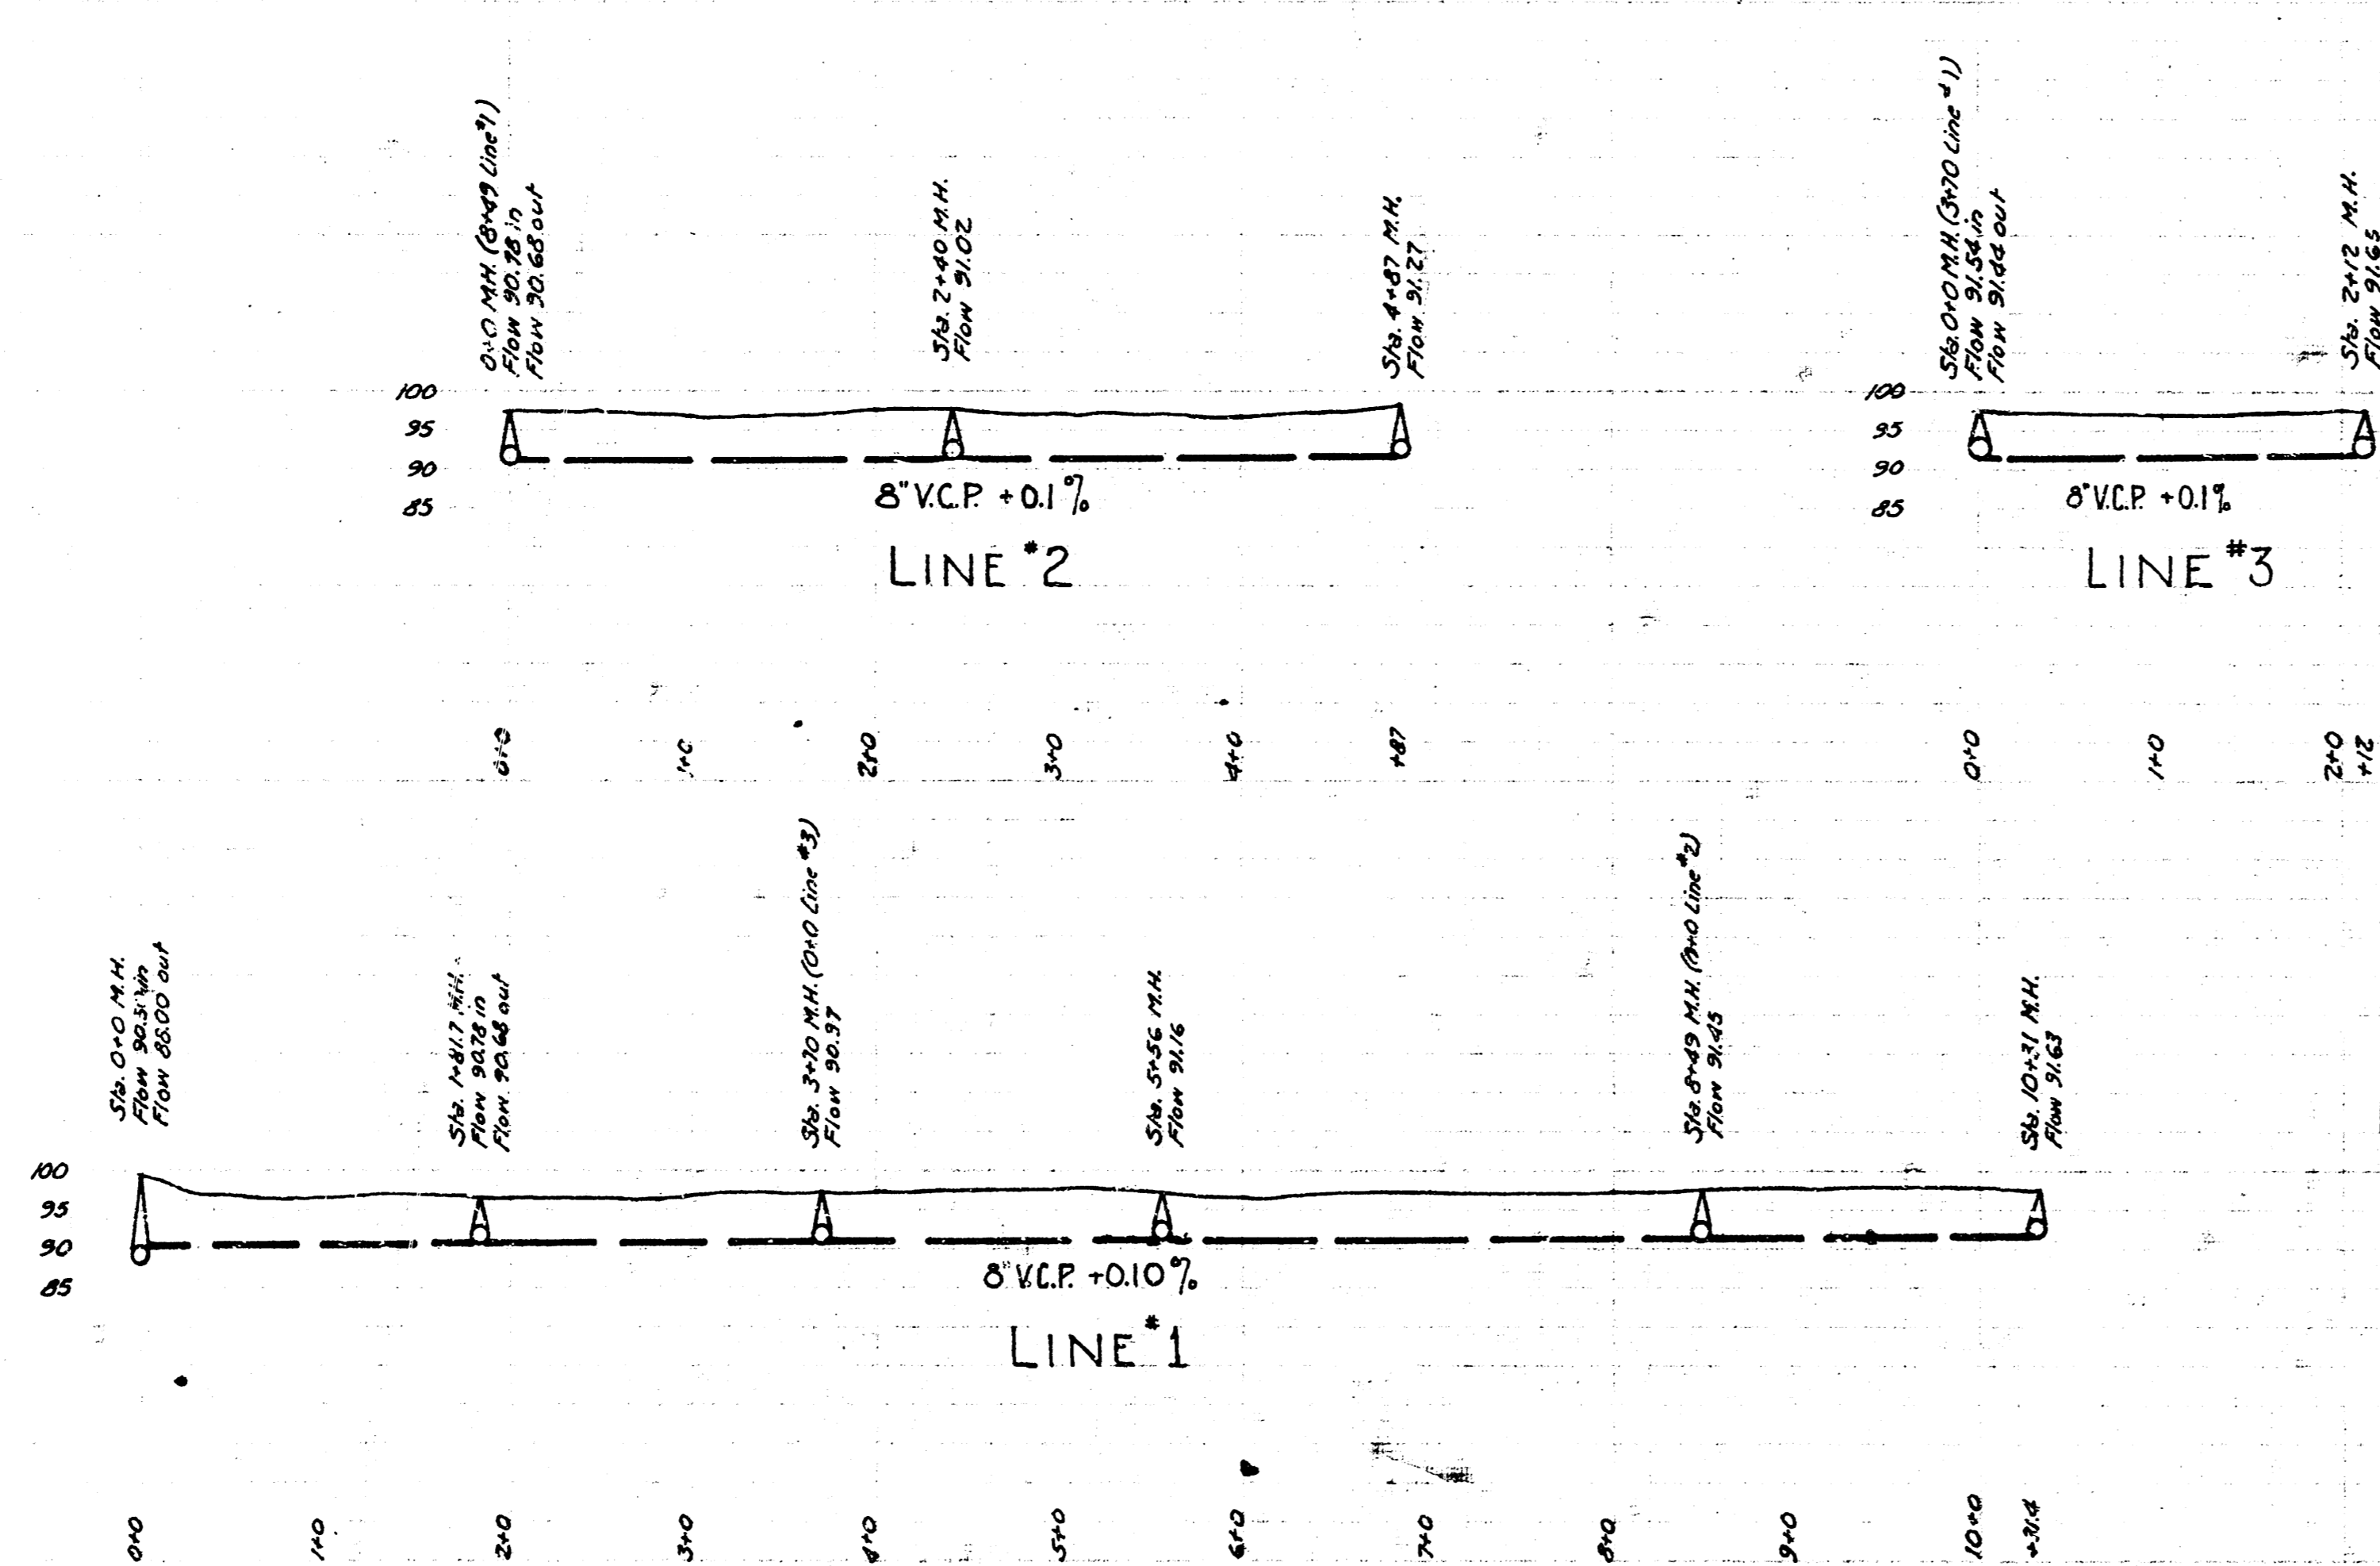 0+0 M.H. (8+49 Line #1)
Flow 90.78 in
Flow 90.68 out
Sta. 2+40 M.H.
Flow 91.02
Sta. 4+87 M.H.
Flow 91.27
100
95
90
85
8" V.C.P. +0.1%
LINE #2
0+0
1+0
2+0
3+0
4+0
+87
Sta. 0+0 M.H. (3+70 Line #1)
Flow 91.54 in
Flow 91.44 out
Sta. 2+12 M.H.
Flow 91.65
100
95
90
85
8" V.C.P. +0.1%
LINE #3
0+0
1+0
2+0
+12
Sta. 0+0 M.H.
Flow in
Flow 88.00 out
Sta. 1+81.7 M.H.
Flow 90.78 in
Flow 90.68 out
Sta. 3+70 M.H. (0+0 Line #3)
Flow 90.97
Sta. 5+56 M.H.
Flow 91.16
Sta. 8+49 M.H. (0+0 Line #2)
Flow 91.45
Sta. 10+31 M.H.
Flow 91.63
100
95
90
85
8" V.C.P. +0.10%
LINE #1
0+0
1+0
2+0
3+0
4+0
5+0
6+0
7+0
8+0
9+0
10+0
+31.4